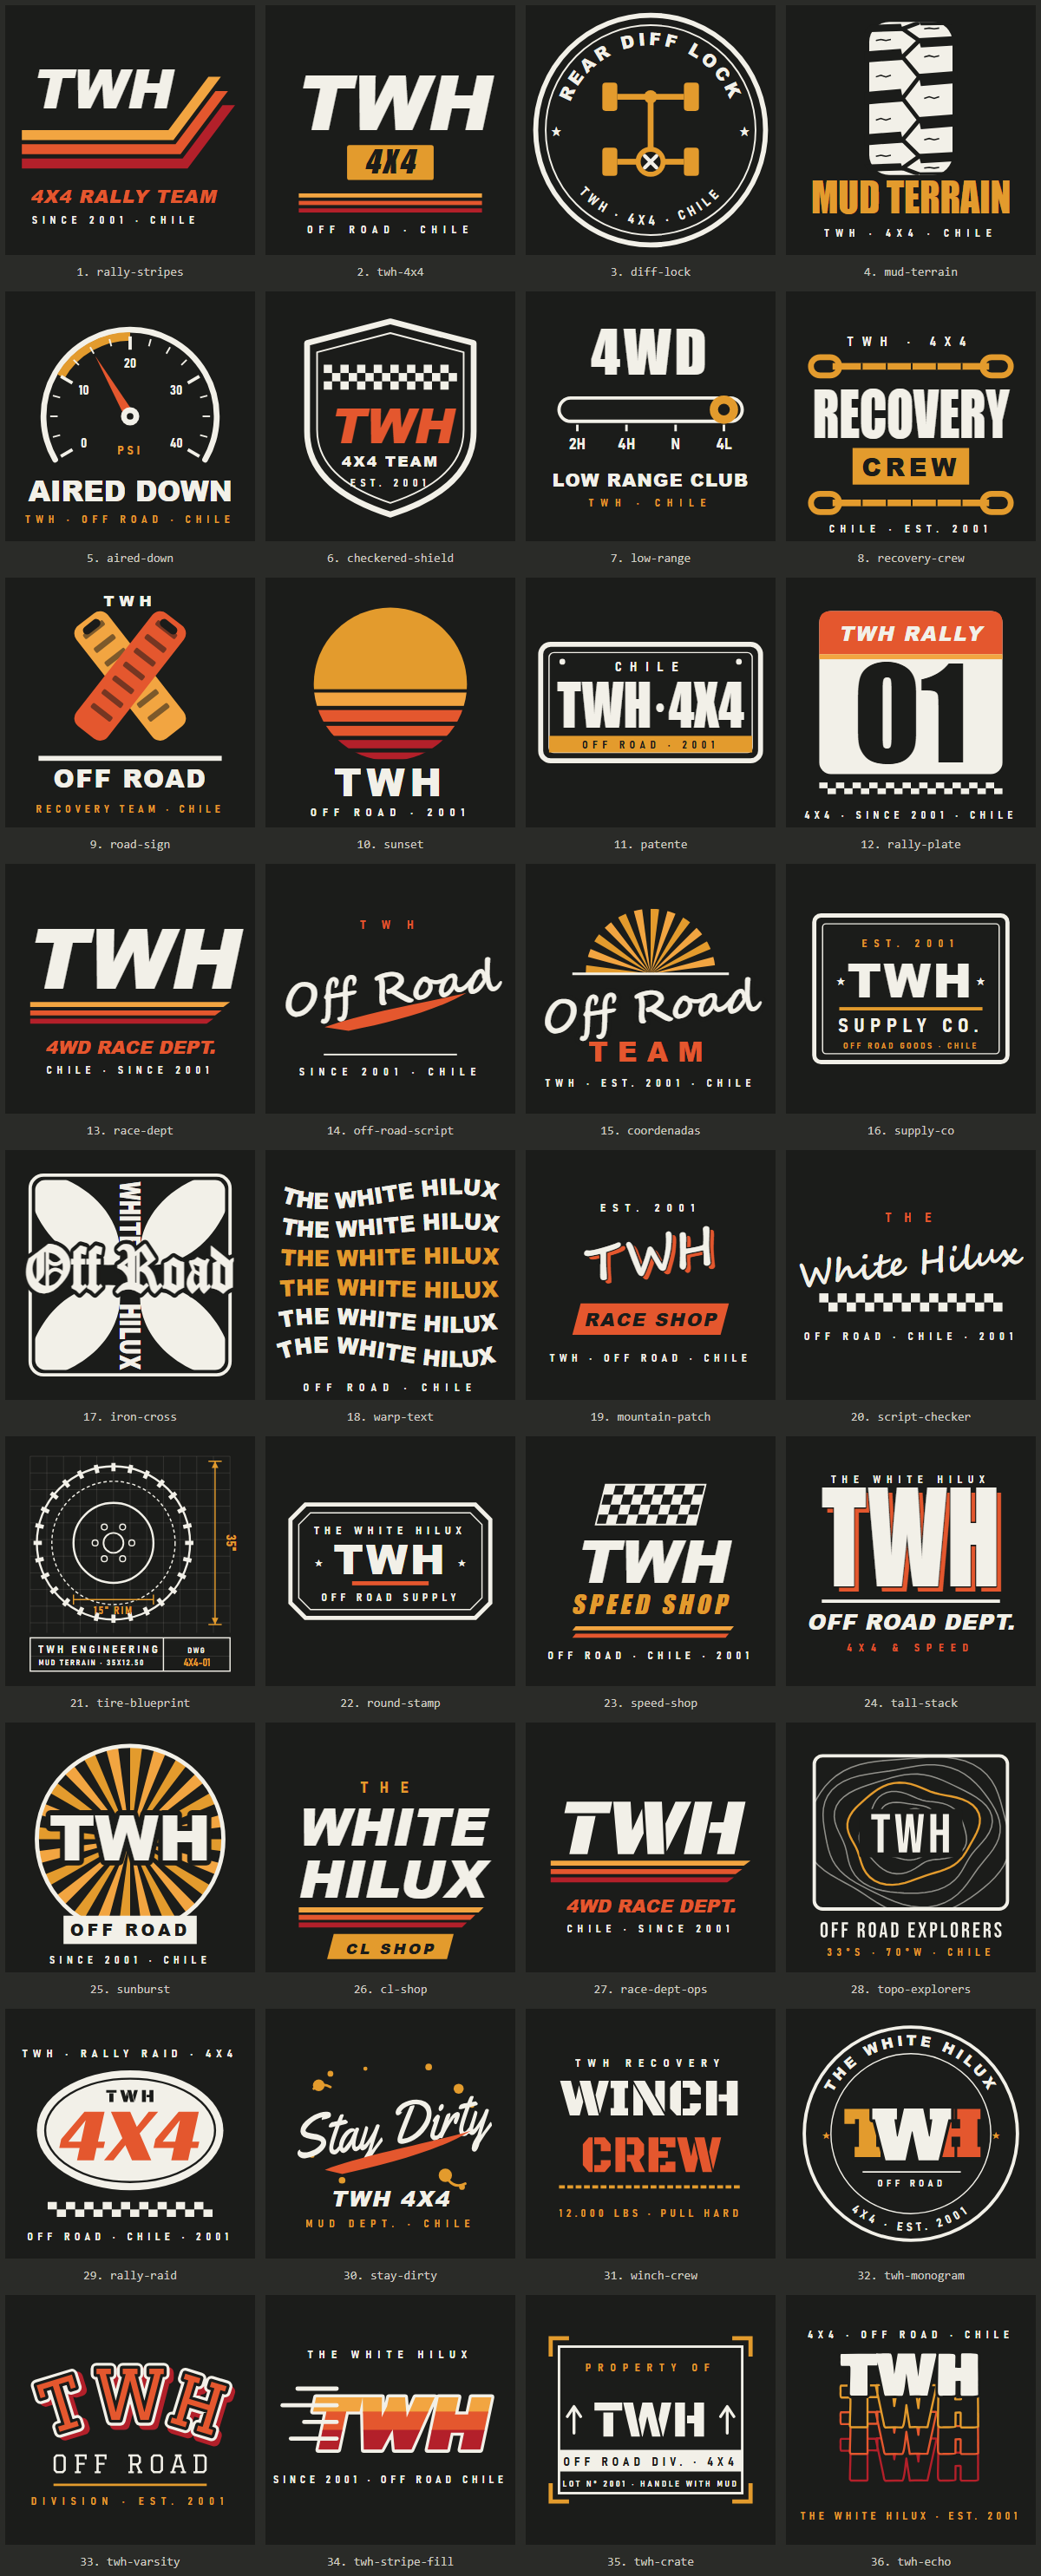 TWH
4X4 RALLY TEAM
SINCE 2001 · CHILE
1. rally-stripes
TWH
4X4
OFF ROAD · CHILE
2. twh-4x4
REAR DIFF LOCK
TWH · 4X4 · CHILE
3. diff-lock
MUD TERRAIN
TWH · 4X4 · CHILE
4. mud-terrain
20
10 30
0 40
PSI
AIRED DOWN
TWH · OFF ROAD · CHILE
5. aired-down
TWH
4X4 TEAM
EST. 2001
6. checkered-shield
4WD
2H 4H N 4L
LOW RANGE CLUB
TWH · CHILE
7. low-range
TWH · 4X4
RECOVERY
CREW
CHILE · EST. 2001
8. recovery-crew
TWH
OFF ROAD
RECOVERY TEAM · CHILE
9. road-sign
TWH
OFF ROAD · 2001
10. sunset
CHILE
TWH·4X4
OFF ROAD · 2001
11. patente
TWH RALLY
01
4X4 · SINCE 2001 · CHILE
12. rally-plate
TWH
4WD RACE DEPT.
CHILE · SINCE 2001
13. race-dept
TWH
Off Road
SINCE 2001 · CHILE
14. off-road-script
Off Road
TEAM
TWH · EST. 2001 · CHILE
15. coordenadas
EST. 2001
TWH
SUPPLY CO.
OFF ROAD GOODS · CHILE
16. supply-co
WHITE
Off Road
HILUX
17. iron-cross
THE WHITE HILUX
THE WHITE HILUX
THE WHITE HILUX
THE WHITE HILUX
THE WHITE HILUX
THE WHITE HILUX
OFF ROAD · CHILE
18. warp-text
EST. 2001
TWH
RACE SHOP
TWH · OFF ROAD · CHILE
19. mountain-patch
THE
White Hilux
OFF ROAD · CHILE · 2001
20. script-checker
35"
15" RIM
TWH ENGINEERING
MUD TERRAIN · 35X12.50
DWG
4X4-01
21. tire-blueprint
THE WHITE HILUX
TWH
OFF ROAD SUPPLY
22. round-stamp
TWH
SPEED SHOP
OFF ROAD · CHILE · 2001
23. speed-shop
THE WHITE HILUX
TWH
OFF ROAD DEPT.
4X4 & SPEED
24. tall-stack
TWH
OFF ROAD
SINCE 2001 · CHILE
25. sunburst
THE
WHITE
HILUX
CL SHOP
26. cl-shop
TWH
4WD RACE DEPT.
CHILE · SINCE 2001
27. race-dept-ops
TWH
OFF ROAD EXPLORERS
33°S · 70°W · CHILE
28. topo-explorers
TWH · RALLY RAID · 4X4
TWH
4X4
OFF ROAD · CHILE · 2001
29. rally-raid
Stay Dirty
TWH 4X4
MUD DEPT. · CHILE
30. stay-dirty
TWH RECOVERY
WINCH
CREW
12.000 LBS · PULL HARD
31. winch-crew
THE WHITE HILUX
TWH
OFF ROAD
4X4 · EST. 2001
32. twh-monogram
TWH
OFF ROAD
DIVISION · EST. 2001
33. twh-varsity
THE WHITE HILUX
TWH
SINCE 2001 · OFF ROAD CHILE
34. twh-stripe-fill
PROPERTY OF
TWH
OFF ROAD DIV. · 4X4
LOT Nº 2001 · HANDLE WITH MUD
35. twh-crate
4X4 · OFF ROAD · CHILE
TWH
TWH
TWH
TWH
THE WHITE HILUX · EST. 2001
36. twh-echo